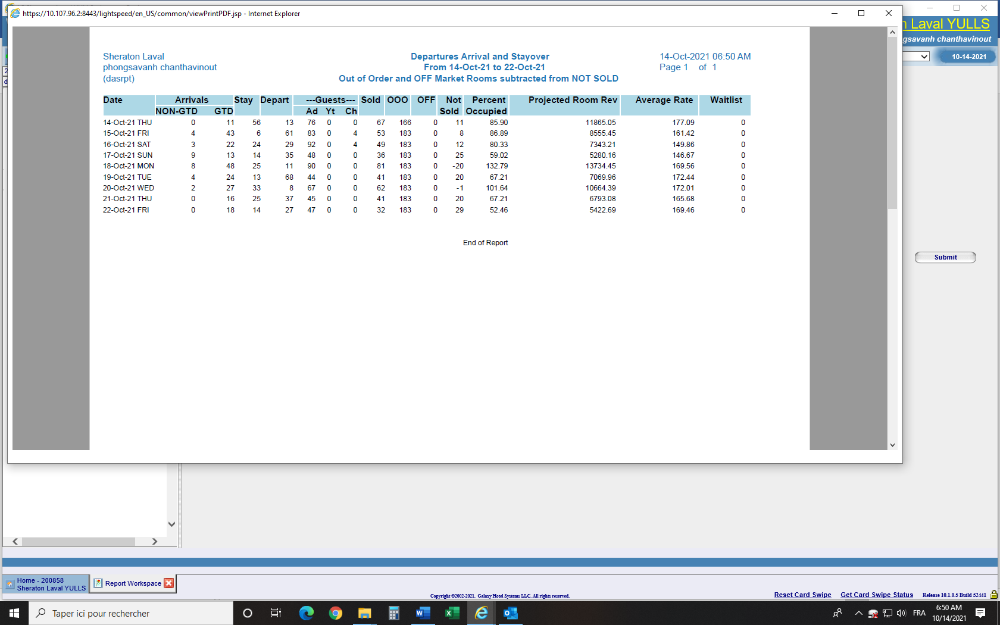 https://10.107.96.2:8443/lightspeed/en_US/common/viewPrintPDF.jsp - Internet Explorer
Laval YULLS
gsavanh chanthavinout
10-14-2021
Sheraton Laval
phongsavanh chanthavinout
(dasrpt)
Departures Arrival and Stayover
From 14-Oct-21 to 22-Oct-21
Out of Order and OFF Market Rooms subtracted from NOT SOLD
14-Oct-2021 06:50 AM
Page 1 of 1
Date Arrivals Stay Depart ---Guests--- Sold OOO OFF Not Percent Projected Room Rev Average Rate Waitlist
NON-GTD GTD Ad Yt Ch Sold Occupied
14-Oct-21 THU 0 11 56 13 76 0 0 67 166 0 11 85.90 11865.05 177.09 0
15-Oct-21 FRI 4 43 6 61 83 0 4 53 183 0 8 86.89 8555.45 161.42 0
16-Oct-21 SAT 3 22 24 29 92 0 4 49 183 0 12 80.33 7343.21 149.86 0
17-Oct-21 SUN 9 13 14 35 48 0 0 36 183 0 25 59.02 5280.16 146.67 0
18-Oct-21 MON 8 48 25 11 90 0 0 81 183 0 -20 132.79 13734.45 169.56 0
19-Oct-21 TUE 4 24 13 68 44 0 0 41 183 0 20 67.21 7069.96 172.44 0
20-Oct-21 WED 2 27 33 8 67 0 0 62 183 0 -1 101.64 10664.39 172.01 0
21-Oct-21 THU 0 16 25 37 45 0 0 41 183 0 20 67.21 6793.08 165.68 0
22-Oct-21 FRI 0 18 14 27 47 0 0 32 183 0 29 52.46 5422.69 169.46 0
End of Report
Submit
Home - 200858
Sheraton Laval YULLS
Report Workspace
Copyright ©2002-2021. Galaxy Hotel Systems LLC. All rights reserved.
Reset Card Swipe Get Card Swipe Status Release 10.1.0.5 Build 52441
Taper ici pour rechercher
FRA
6:50 AM
10/14/2021